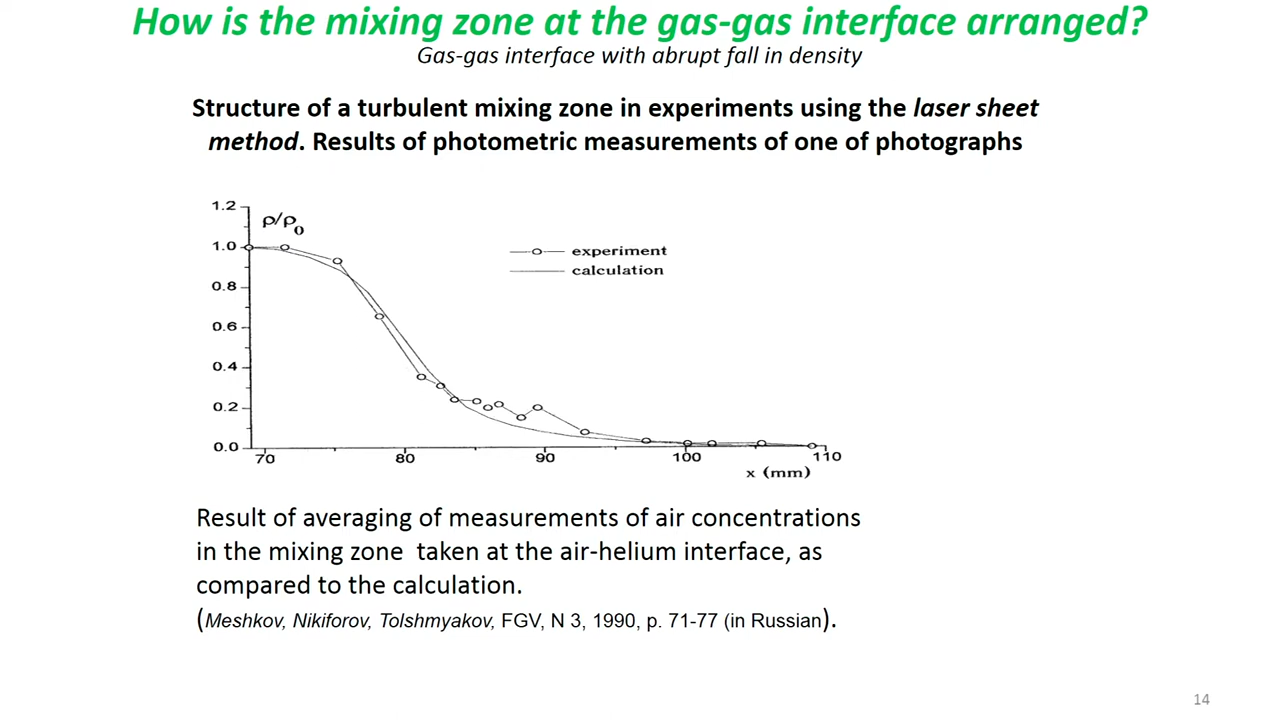 How is the mixing zone at the gas-gas interface arranged?
Gas-gas interface with abrupt fall in density
Structure of a turbulent mixing zone in experiments using the laser sheet
method. Results of photometric measurements of one of photographs
1.2
ρ/ρ0
1.0
experiment
calculation
0.8
0.6
0.4
0.2
0.0
70 80 90 100 110
x (mm)
Result of averaging of measurements of air concentrations
in the mixing zone taken at the air-helium interface, as
compared to the calculation.
(Meshkov, Nikiforov, Tolshmyakov, FGV, N 3, 1990, p. 71-77 (in Russian).
14